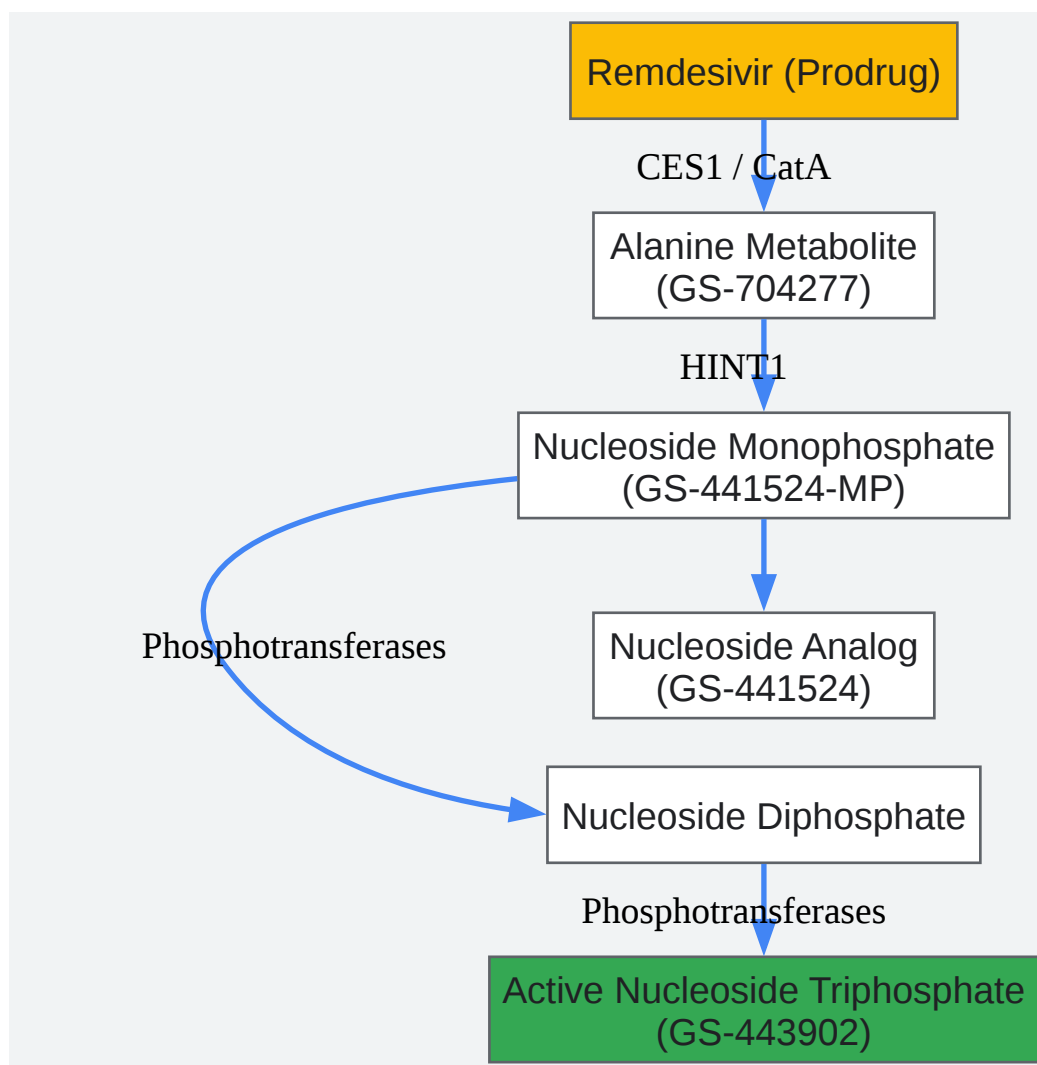 Remdesivir (Prodrug)
CES1 / CatA
Alanine Metabolite
(GS-704277)
HINT1
Nucleoside Monophosphate
(GS-441524-MP)
Nucleoside Analog
(GS-441524)
Phosphotransferases
Nucleoside Diphosphate
Phosphotransferases
Active Nucleoside Triphosphate
(GS-443902)